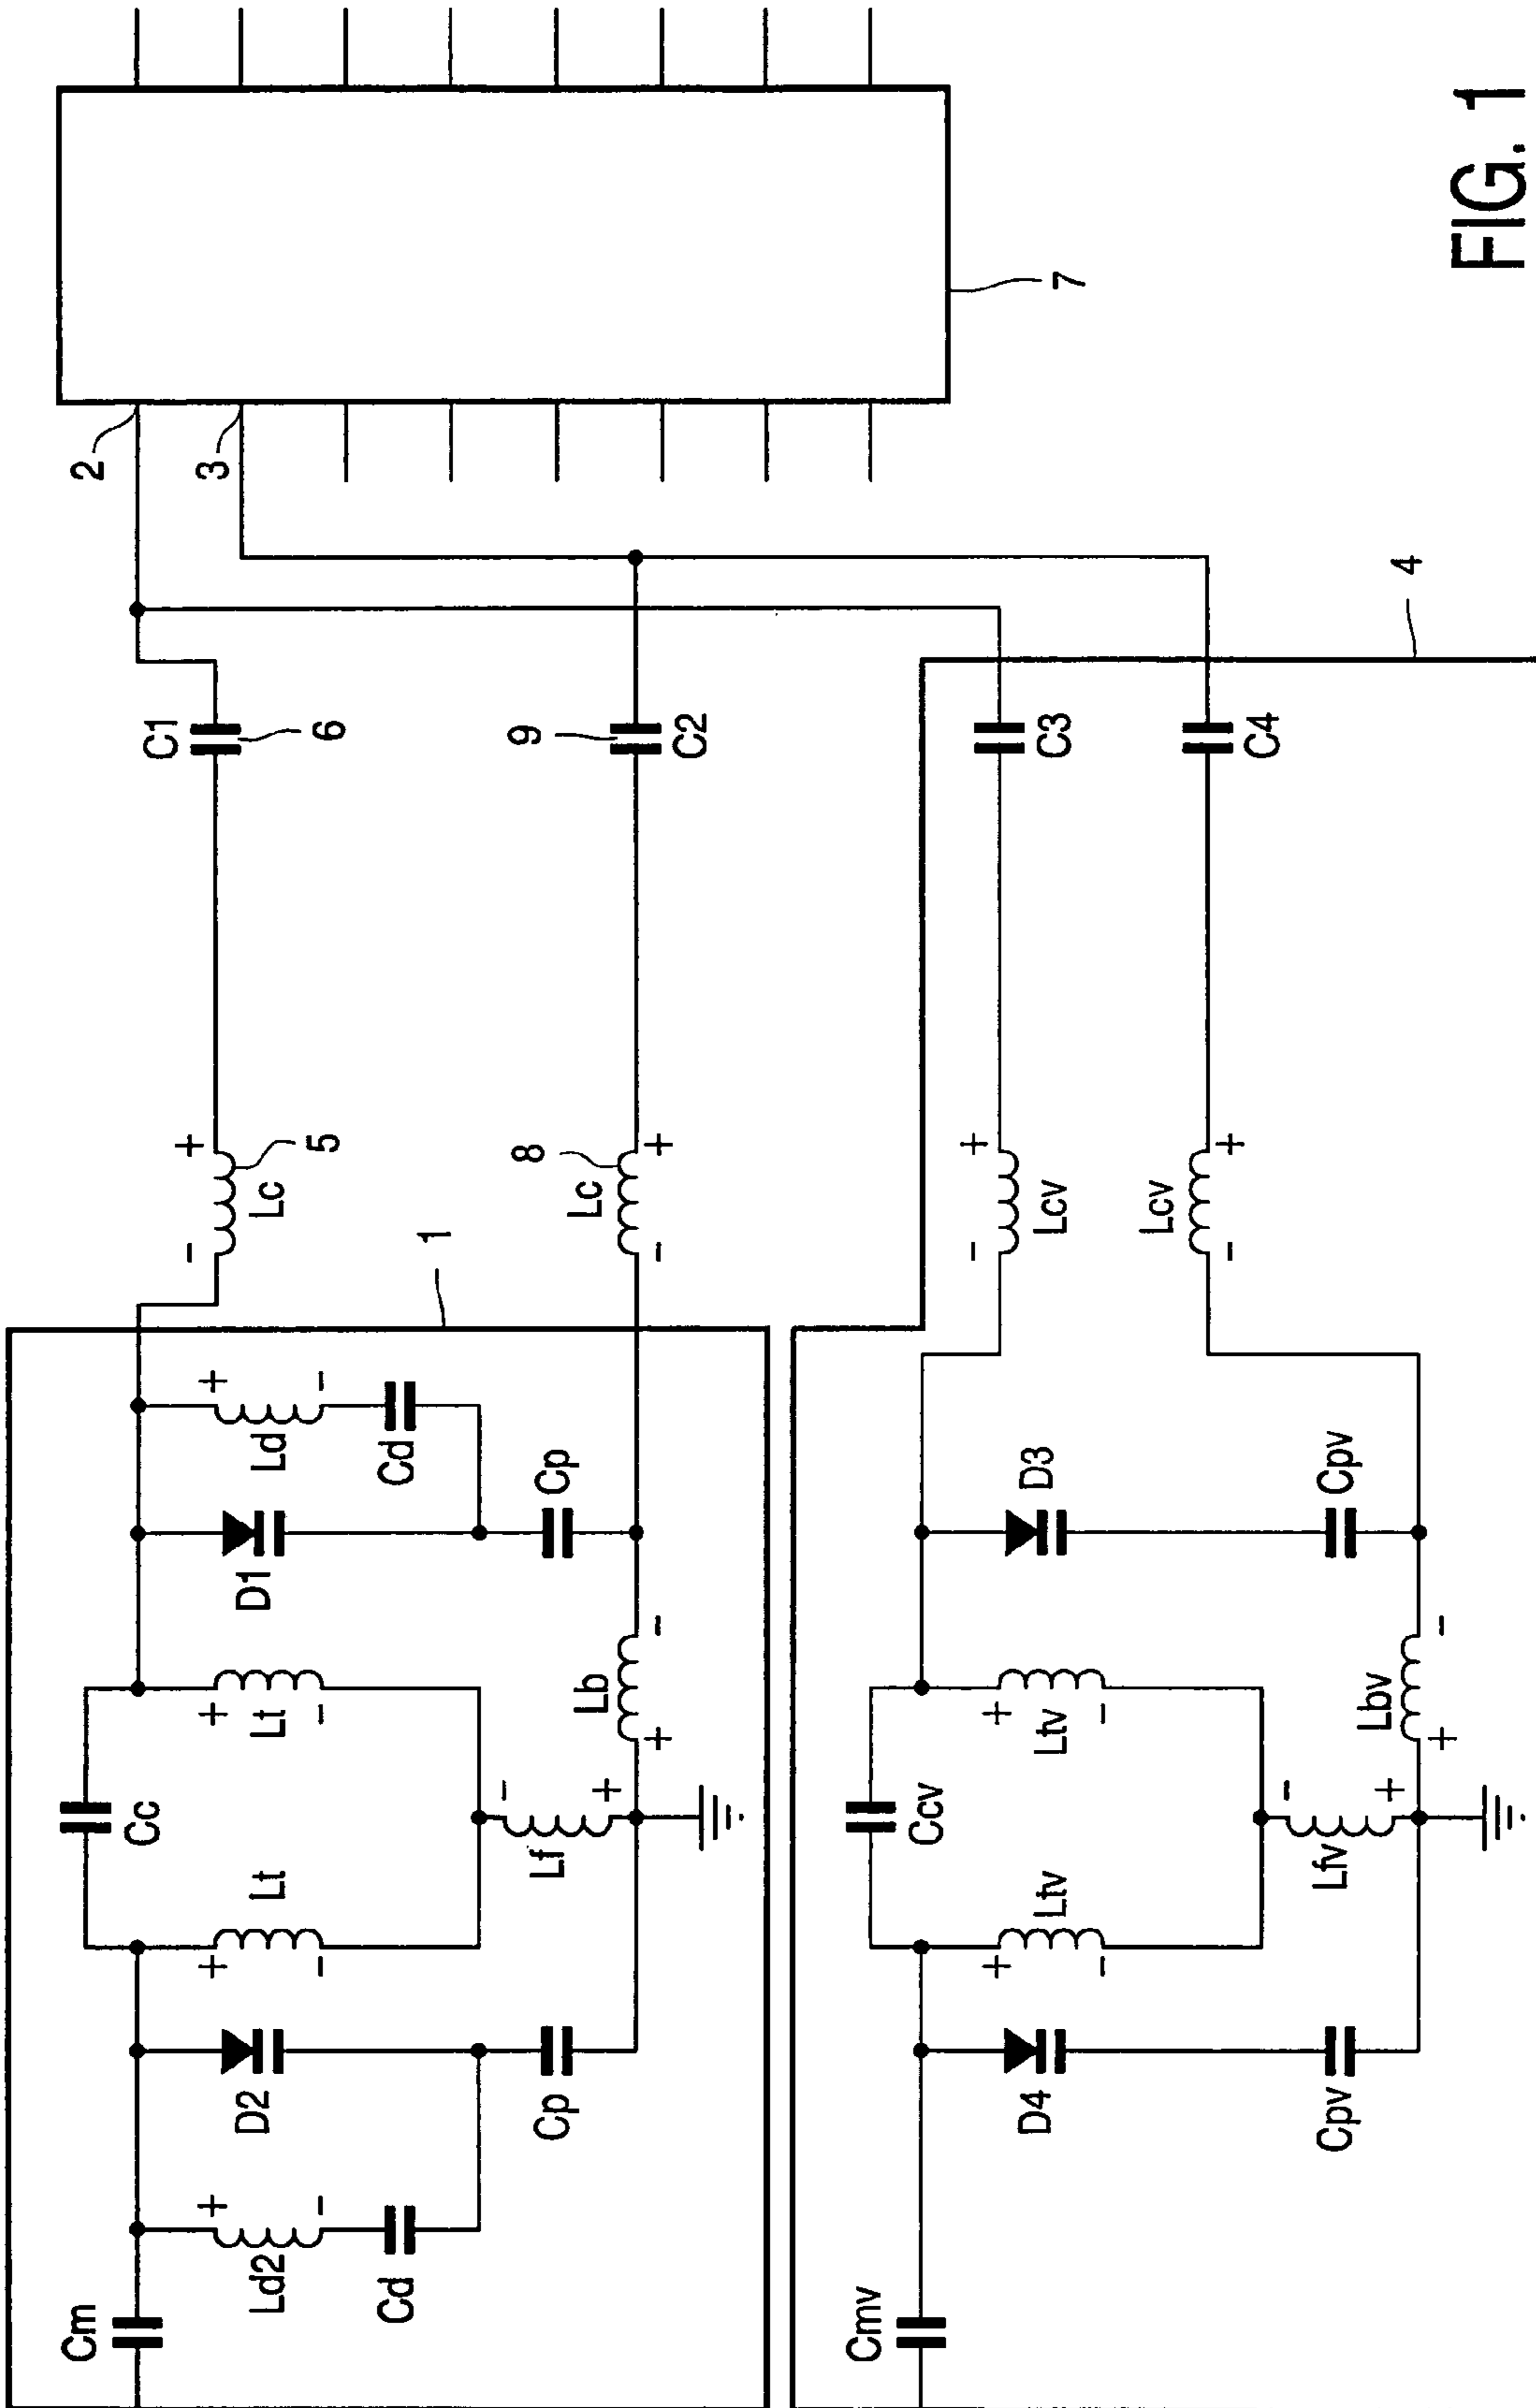 Cm
Ld2
+
-
Cd
D2
Cp
Lt
+
-
Cc
Lt
+
-
Lf
-
+
Lb
+
-
D1
Cp
Ld
+
-
Cd
1
-
Lc
+
5
-
Lc
+
8
C1
6
9
C2
2
3
7
Cmv
D4
Cpv
Ltv
+
-
Ccv
Ltv
+
-
Lfv
-
+
Lbv
+
-
D3
Cpv
-
Lcv
+
-
Lcv
+
C3
C4
4
FIG. 1